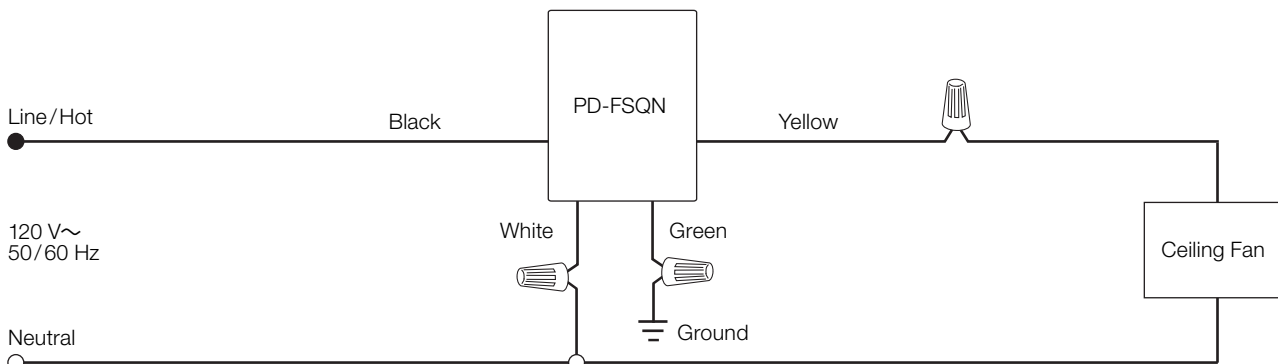 PD-FSQN
Line/Hot
Black
Yellow
120 V~
50/60 Hz
White
Green
Ceiling Fan
Neutral
Ground